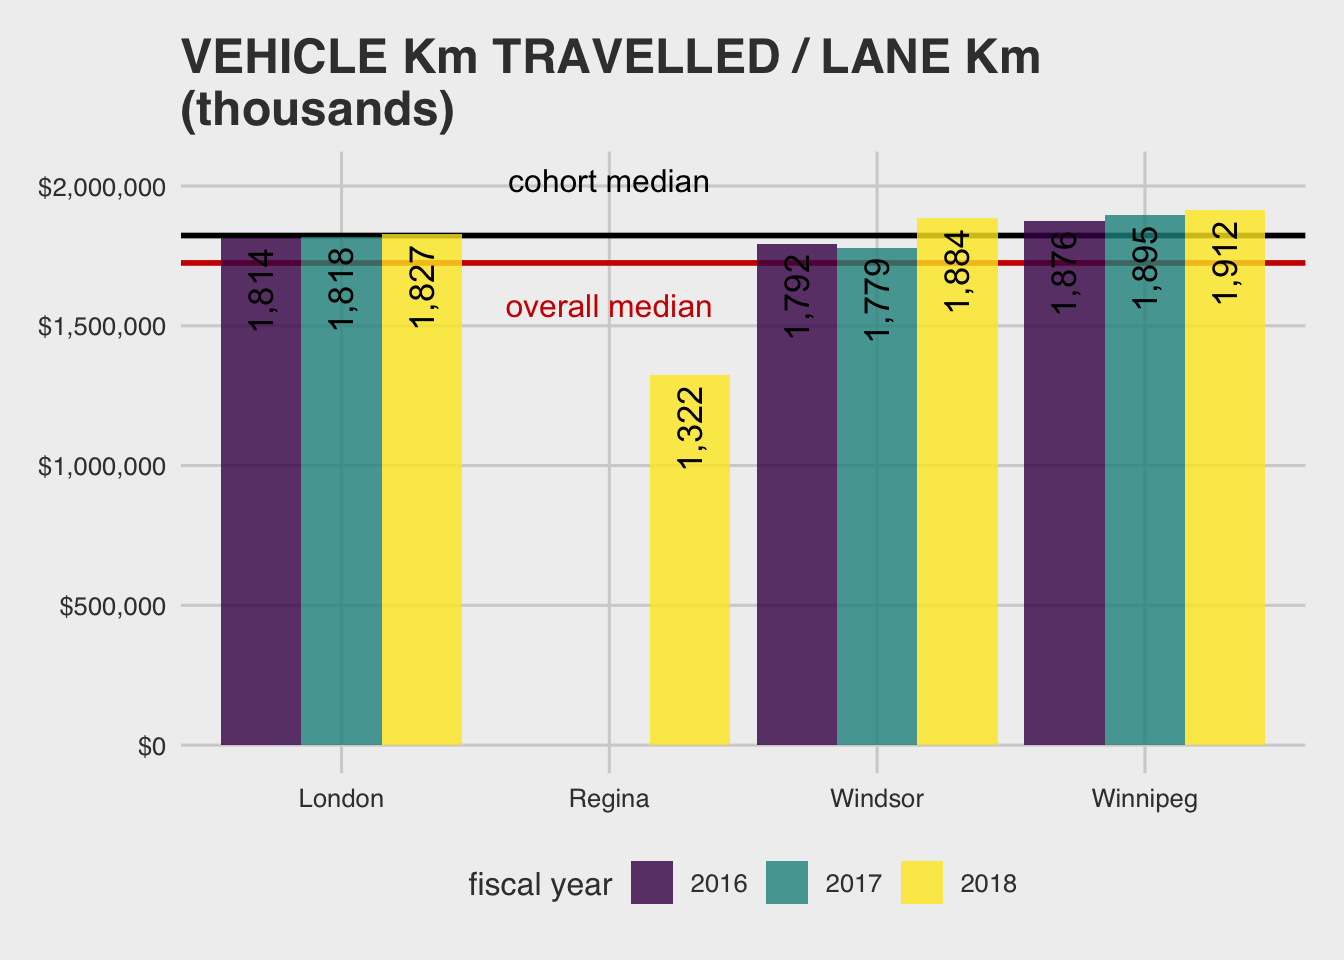 VEHICLE Km TRAVELLED / LANE Km
(thousands)
$2,000,000
$1,500,000
$1,000,000
$500,000
$0
cohort median
overall median
1,814
1,818
1,827
1,322
1,792
1,779
1,884
1,876
1,895
1,912
London
Regina
Windsor
Winnipeg
fiscal year
2016
2017
2018